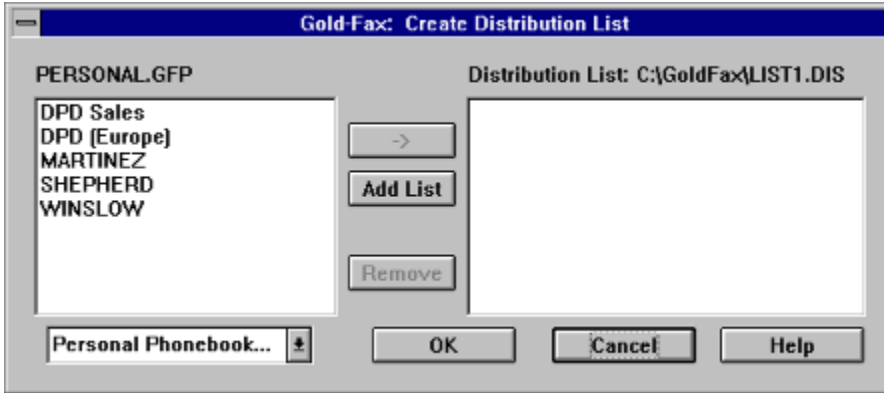 Gold-Fax: Create Distribution List
PERSONAL.GFP
Distribution List: C:\GoldFax\LIST1.DIS
DPD Sales
DPD (Europe)
MARTINEZ
SHEPHERD
WINSLOW
->
Add List
Remove
Personal Phonebook...
OK
Cancel
Help